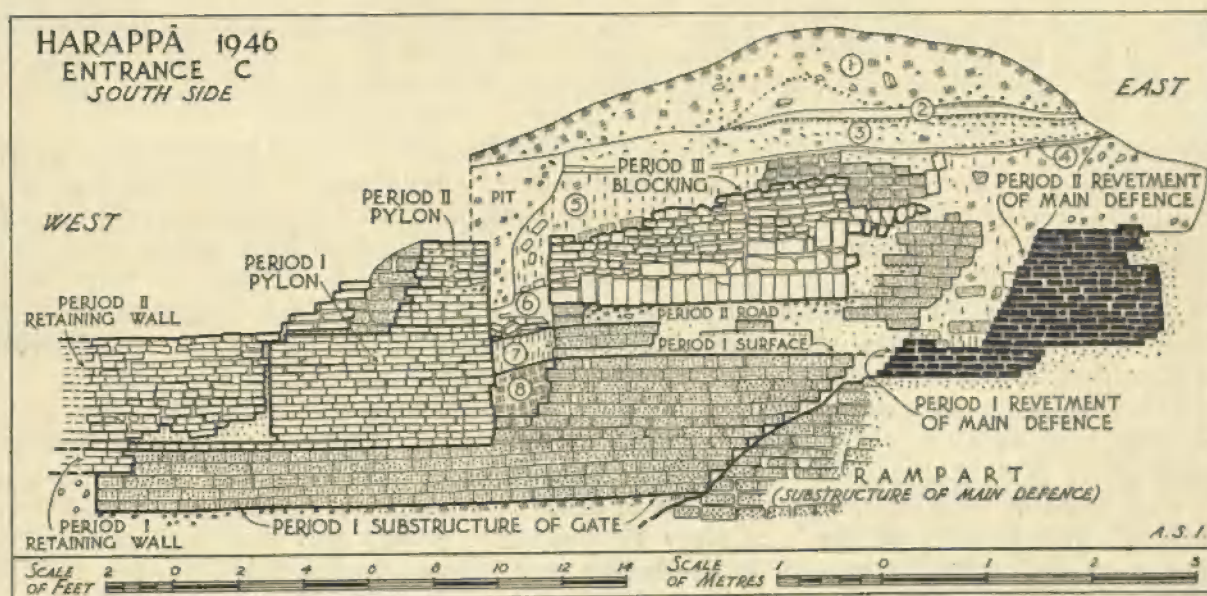 HARAPPĀ 1946
ENTRANCE C
SOUTH SIDE
EAST
WEST
①
②
③
④
PERIOD III
BLOCKING
PERIOD II REVETMENT
OF MAIN DEFENCE
PERIOD II
PYLON
PIT
⑤
PERIOD I
PYLON
PERIOD II
RETAINING WALL
⑥
PERIOD II ROAD
PERIOD I SURFACE
⑦
⑧
PERIOD I REVETMENT
OF MAIN DEFENCE
RAMPART
(SUBSTRUCTURE OF MAIN DEFENCE)
PERIOD I
RETAINING WALL
PERIOD I SUBSTRUCTURE OF GATE
A.S.I.
SCALE OF FEET 2 0 2 4 6 8 10 12 14
SCALE OF METRES 1 0 1 2 3